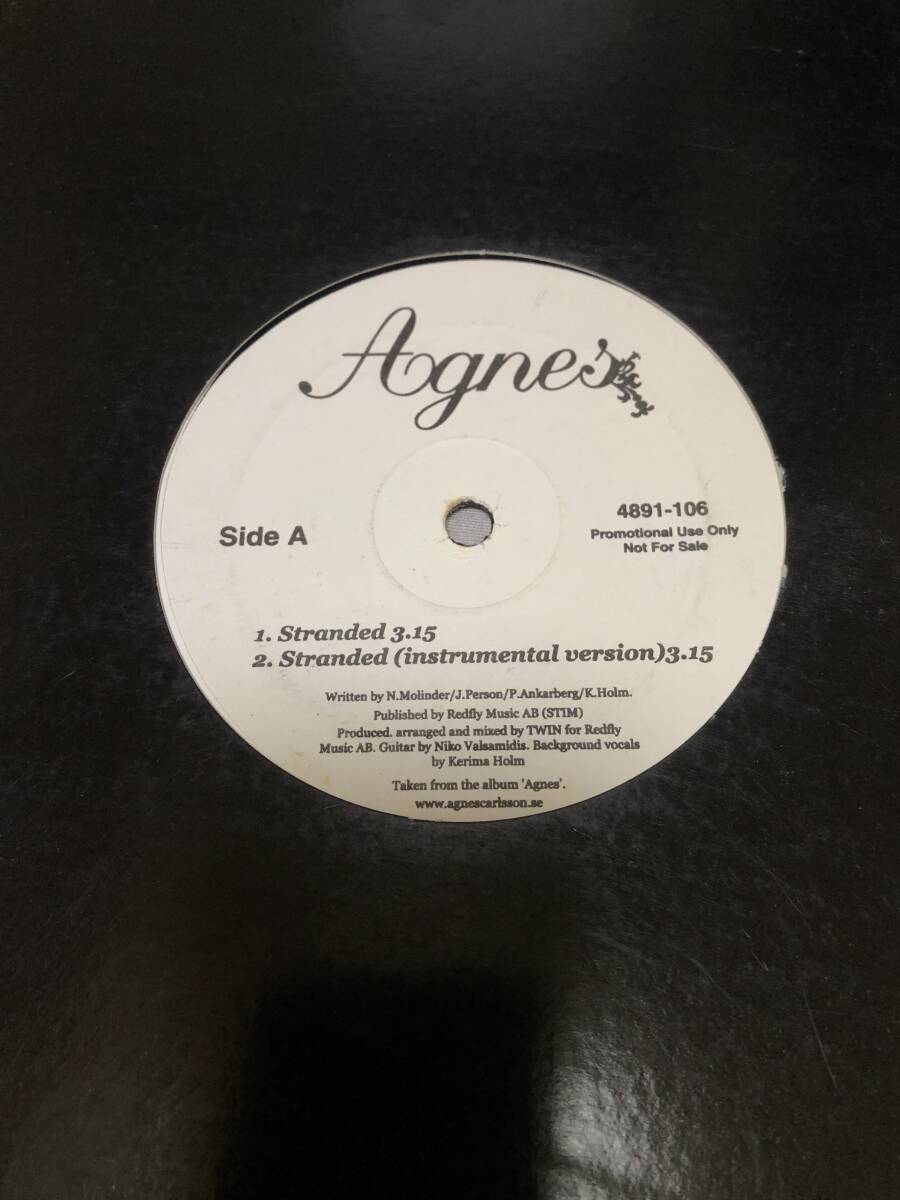 Agnes
Side A
4891-106
Promotional Use Only
Not For Sale
1. Stranded 3.15
2. Stranded (instrumental version)3.15
Written by N.Molinder/J.Person/P.Ankarberg/K.Holm.
Published by Redfly Music AB (STIM)
Produced. arranged and mixed by TWIN for Redfly
Music AB. Guitar by Niko Valsamidis. Background vocals
by Kerima Holm
Taken from the album 'Agnes'.
www.agnescarlsson.se